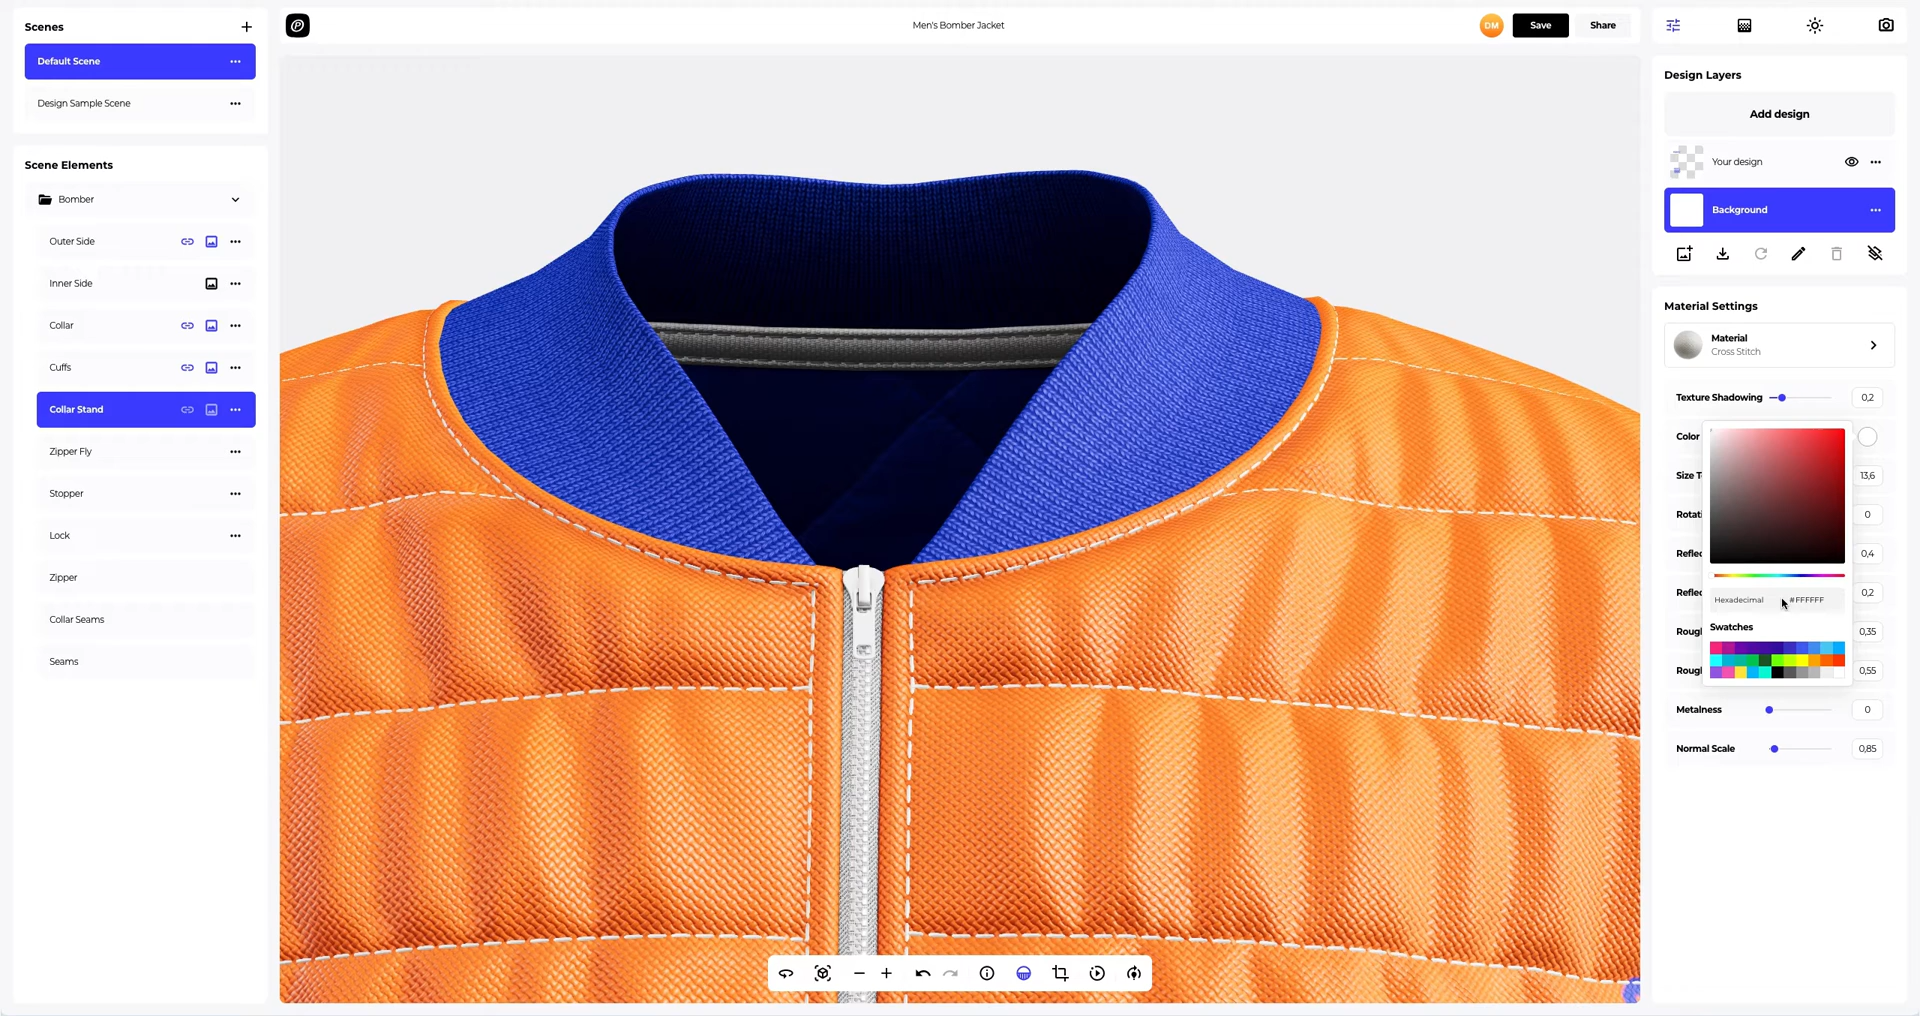 Scenes
Default Scene
Design Sample Scene
Scene Elements
Bomber
Outer Side
Inner Side
Collar
Cuffs
Collar Stand
Zipper Fly
Stopper
Lock
Zipper
Collar Seams
Seams
Men's Bomber Jacket
DM
Save
Share
Design Layers
Add design
Your design
Background
Material Settings
Material
Cross Stitch
Texture Shadowing 0,2
Color
Size T 13,6
Rotati 0
Reflec 0,4
Reflec 0,2
Rough 0,35
Rough 0,55
Hexadecimal #FFFFFF
Swatches
Metalness 0
Normal Scale 0,85